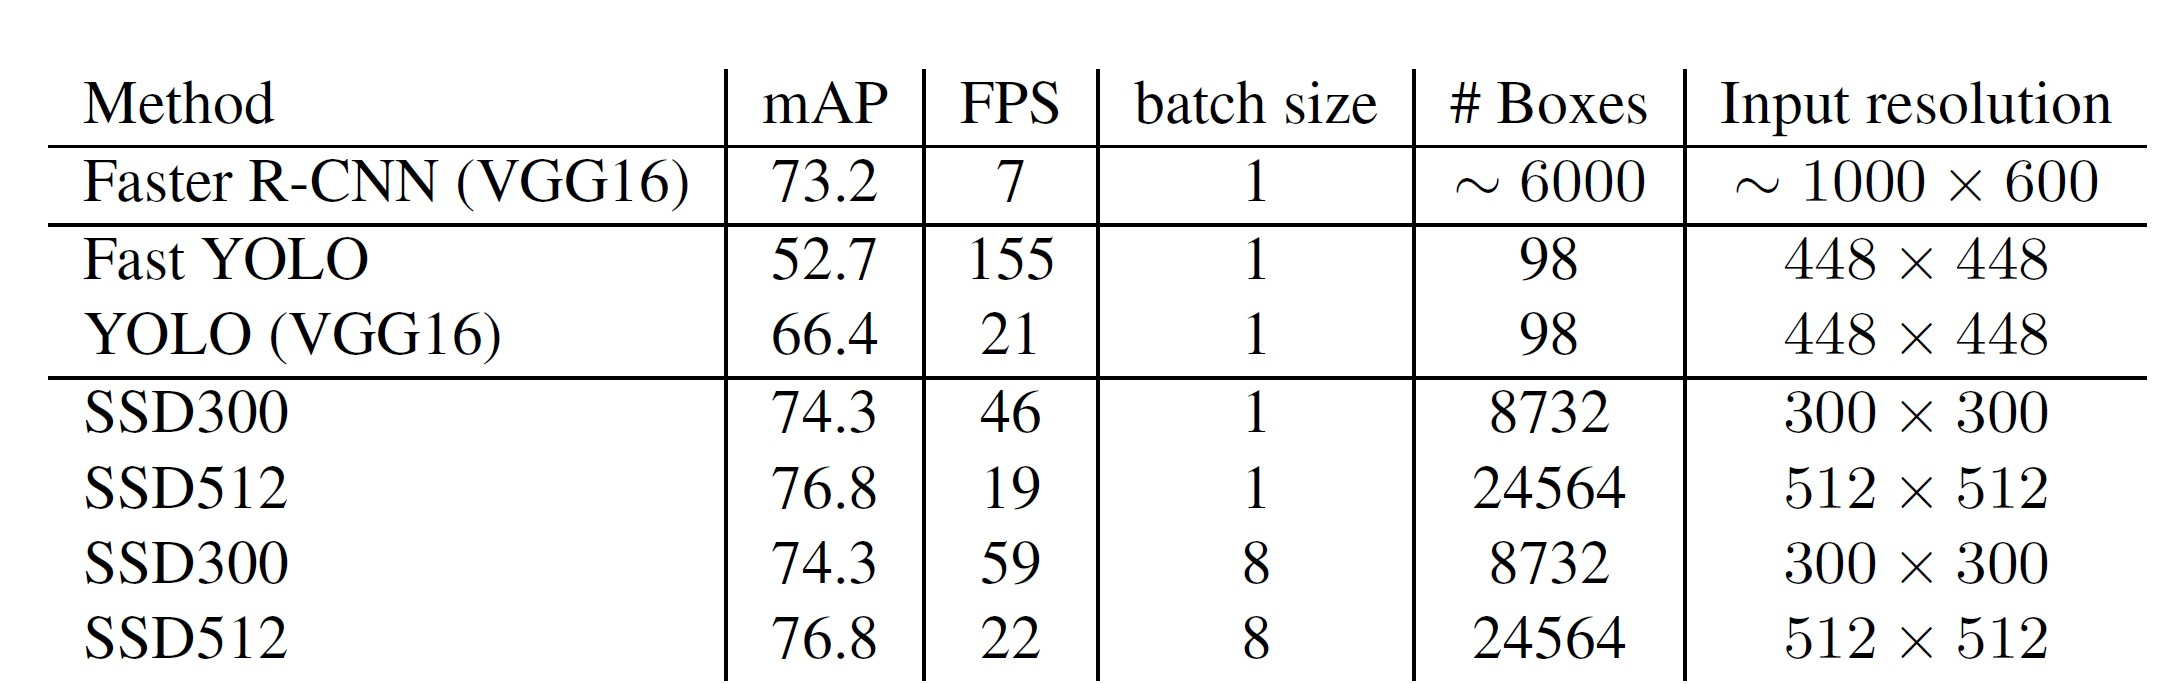 Method mAP FPS batch size # Boxes Input resolution
Faster R-CNN (VGG16) 73.2 7 1 ∼ 6000 ∼ 1000 × 600
Fast YOLO 52.7 155 1 98 448 × 448
YOLO (VGG16) 66.4 21 1 98 448 × 448
SSD300 74.3 46 1 8732 300 × 300
SSD512 76.8 19 1 24564 512 × 512
SSD300 74.3 59 8 8732 300 × 300
SSD512 76.8 22 8 24564 512 × 512